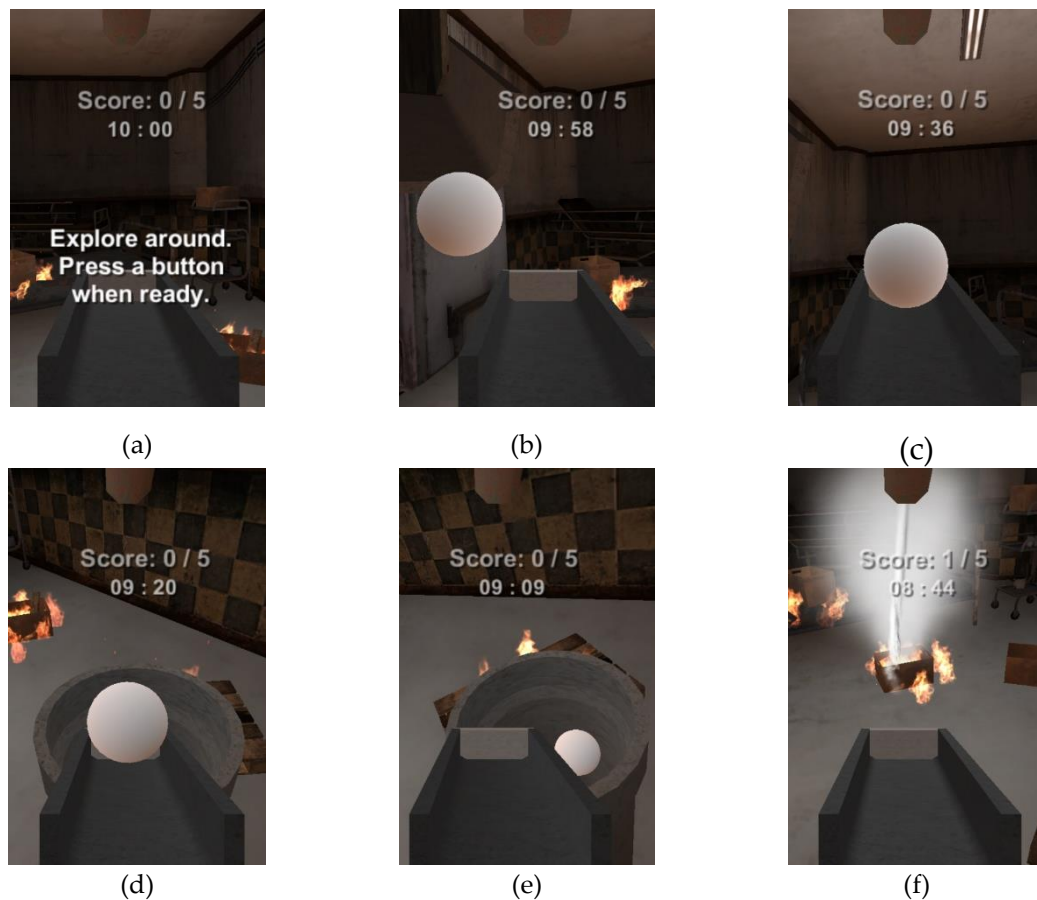 Score: 0 / 5
10 : 00
Explore around.
Press a button
when ready.
(a)
Score: 0 / 5
09 : 58
(b)
Score: 0 / 5
09 : 36
(c)
Score: 0 / 5
09 : 20
(d)
Score: 0 / 5
09 : 09
(e)
Score: 1 / 5
08 : 44
(f)